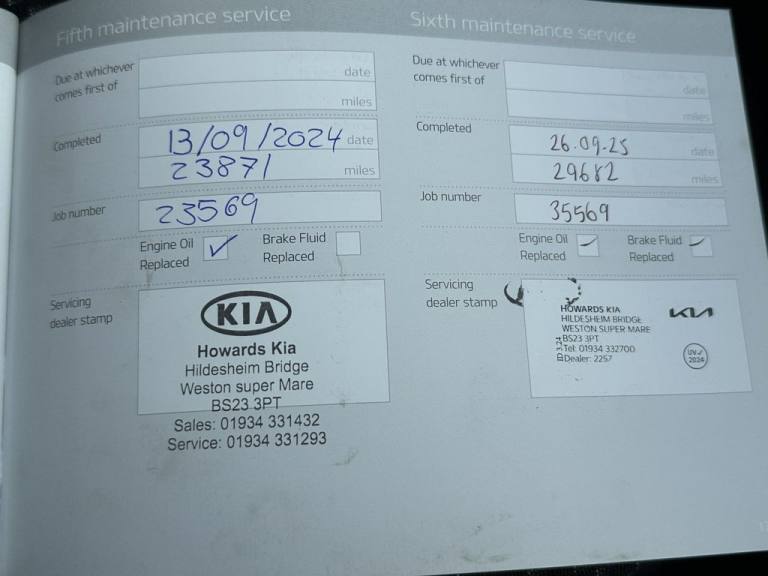 Fifth maintenance service
Due at whichever
comes first of
date
miles
Completed
13/09/2024 date
23871 miles
Job number
23569
Engine Oil
Replaced
Brake Fluid
Replaced
Servicing
dealer stamp
KIA
Howards Kia
Hildesheim Bridge
Weston super Mare
BS23 3PT
Sales: 01934 331432
Service: 01934 331293
Sixth maintenance service
Due at whichever
comes first of
date
miles
Completed
26.09.25 date
29682 miles
Job number
35569
Engine Oil
Replaced
Brake Fluid
Replaced
Servicing
dealer stamp
HOWARDS KIA
HILDESHEIM BRIDGE
WESTON SUPER MARE
BS23 3PT
Tel: 01934 332700
Dealer: 2257
KIA